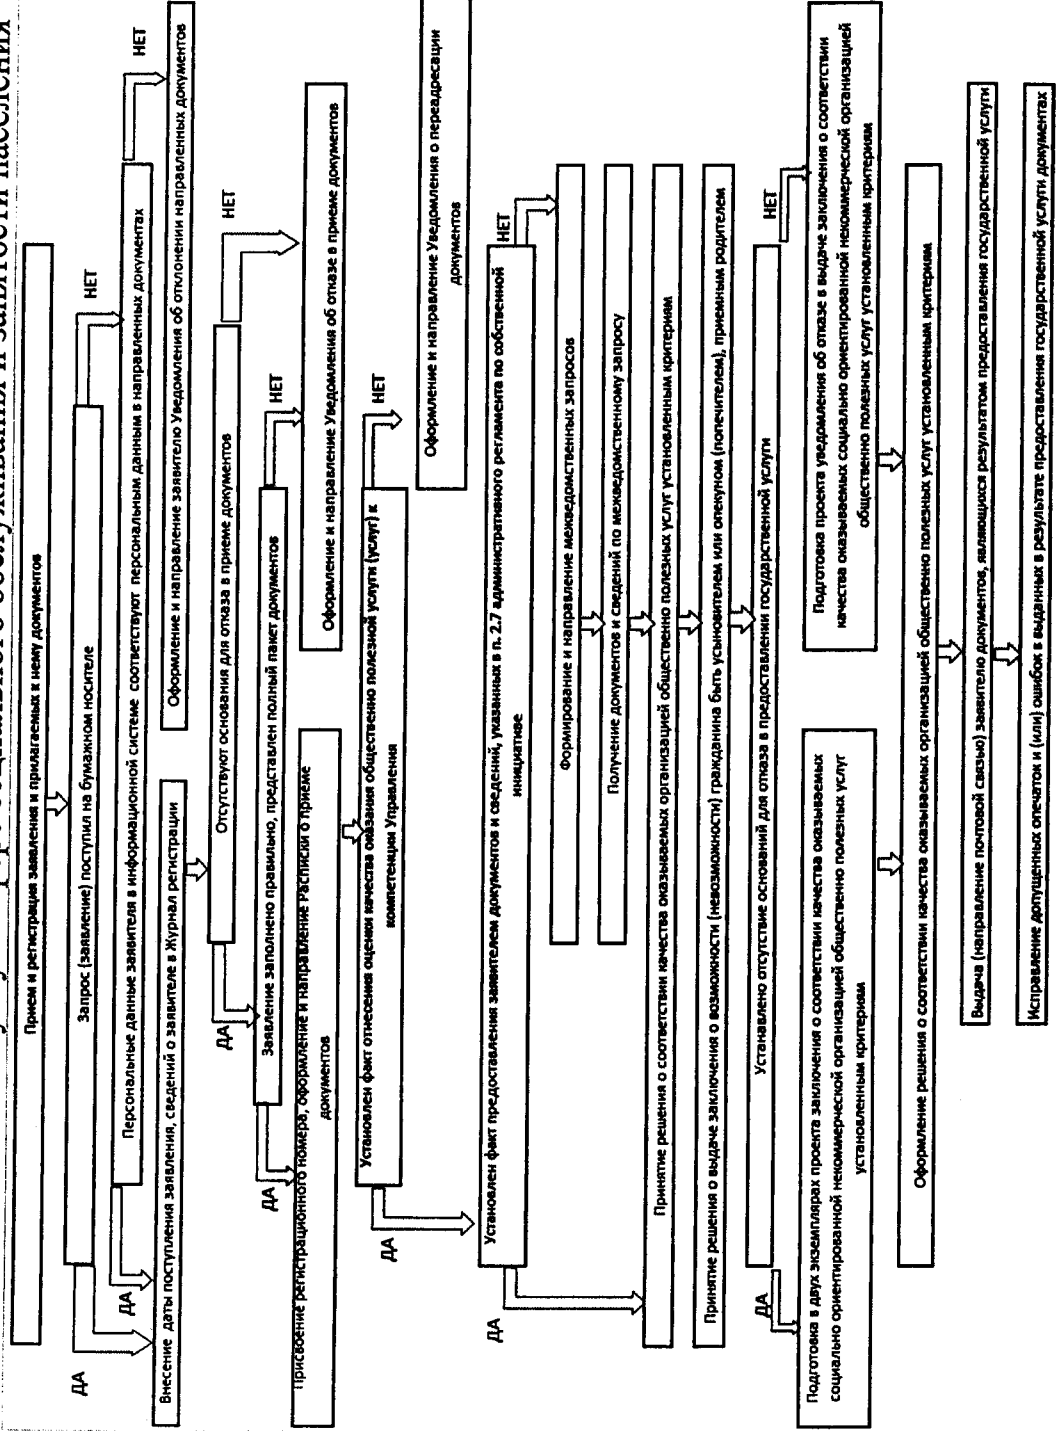 социального обслуживания и занятости населения
Прием и регистрация заявления и прилагаемых к нему документов
Запрос (заявление) поступил на бумажном носителе
НЕТ
ДА
Персональные данные заявителя в информационной системе соответствуют персональным данным в направленных документах
НЕТ
ДА
Внесение даты поступления заявления, сведений о заявителе в Журнал регистрации
Оформление и направление заявителю Уведомления об отклонении направленных документов
Отсутствуют основания для отказа в приеме документов
НЕТ
ДА
Заявление заполнено правильно, представлен полный пакет документов
НЕТ
ДА
Присвоение регистрационного номера, оформление и направление Расписки о приеме
документов
Оформление и направление Уведомления об отказе в приеме документов
Установлен факт отнесения оценки качества оказания общественно полезной услуги (услуг) к
компетенции Управления
НЕТ
ДА
Оформление и направление Уведомления о переадресации
документов
Установлен факт предоставления заявителем документов и сведений, указанных в п. 2.7 административного регламента по собственной
инициативе
НЕТ
ДА
Формирование и направление межведомственных запросов
Получение документов и сведений по межведомственному запросу
Принятие решения о соответствии качества оказываемых организацией общественно полезных услуг установленным критериям
Принятие решения о выдаче заключения о возможности (невозможности) гражданина быть усыновителем или опекуном (попечителем), приемным родителем
Установлено отсутствие оснований для отказа в предоставлении государственной услуги
НЕТ
ДА
Подготовка в двух экземплярах проекта заключения о соответствии качества оказываемых
социально ориентированной некоммерческой организацией общественно полезных услуг
установленным критериям
Подготовка проекта уведомления об отказе в выдаче заключения о соответствии
качества оказываемых социально ориентированной некоммерческой организацией
общественно полезных услуг установленным критериям
Оформление решения о соответствии качества оказываемых организацией общественно полезных услуг установленным критериям
Выдача (направление почтовой связью) заявителю документов, являющихся результатом предоставления государственной услуги
Исправление допущенных опечаток и (или) ошибок в выданных в результате предоставления государственной услуги документах